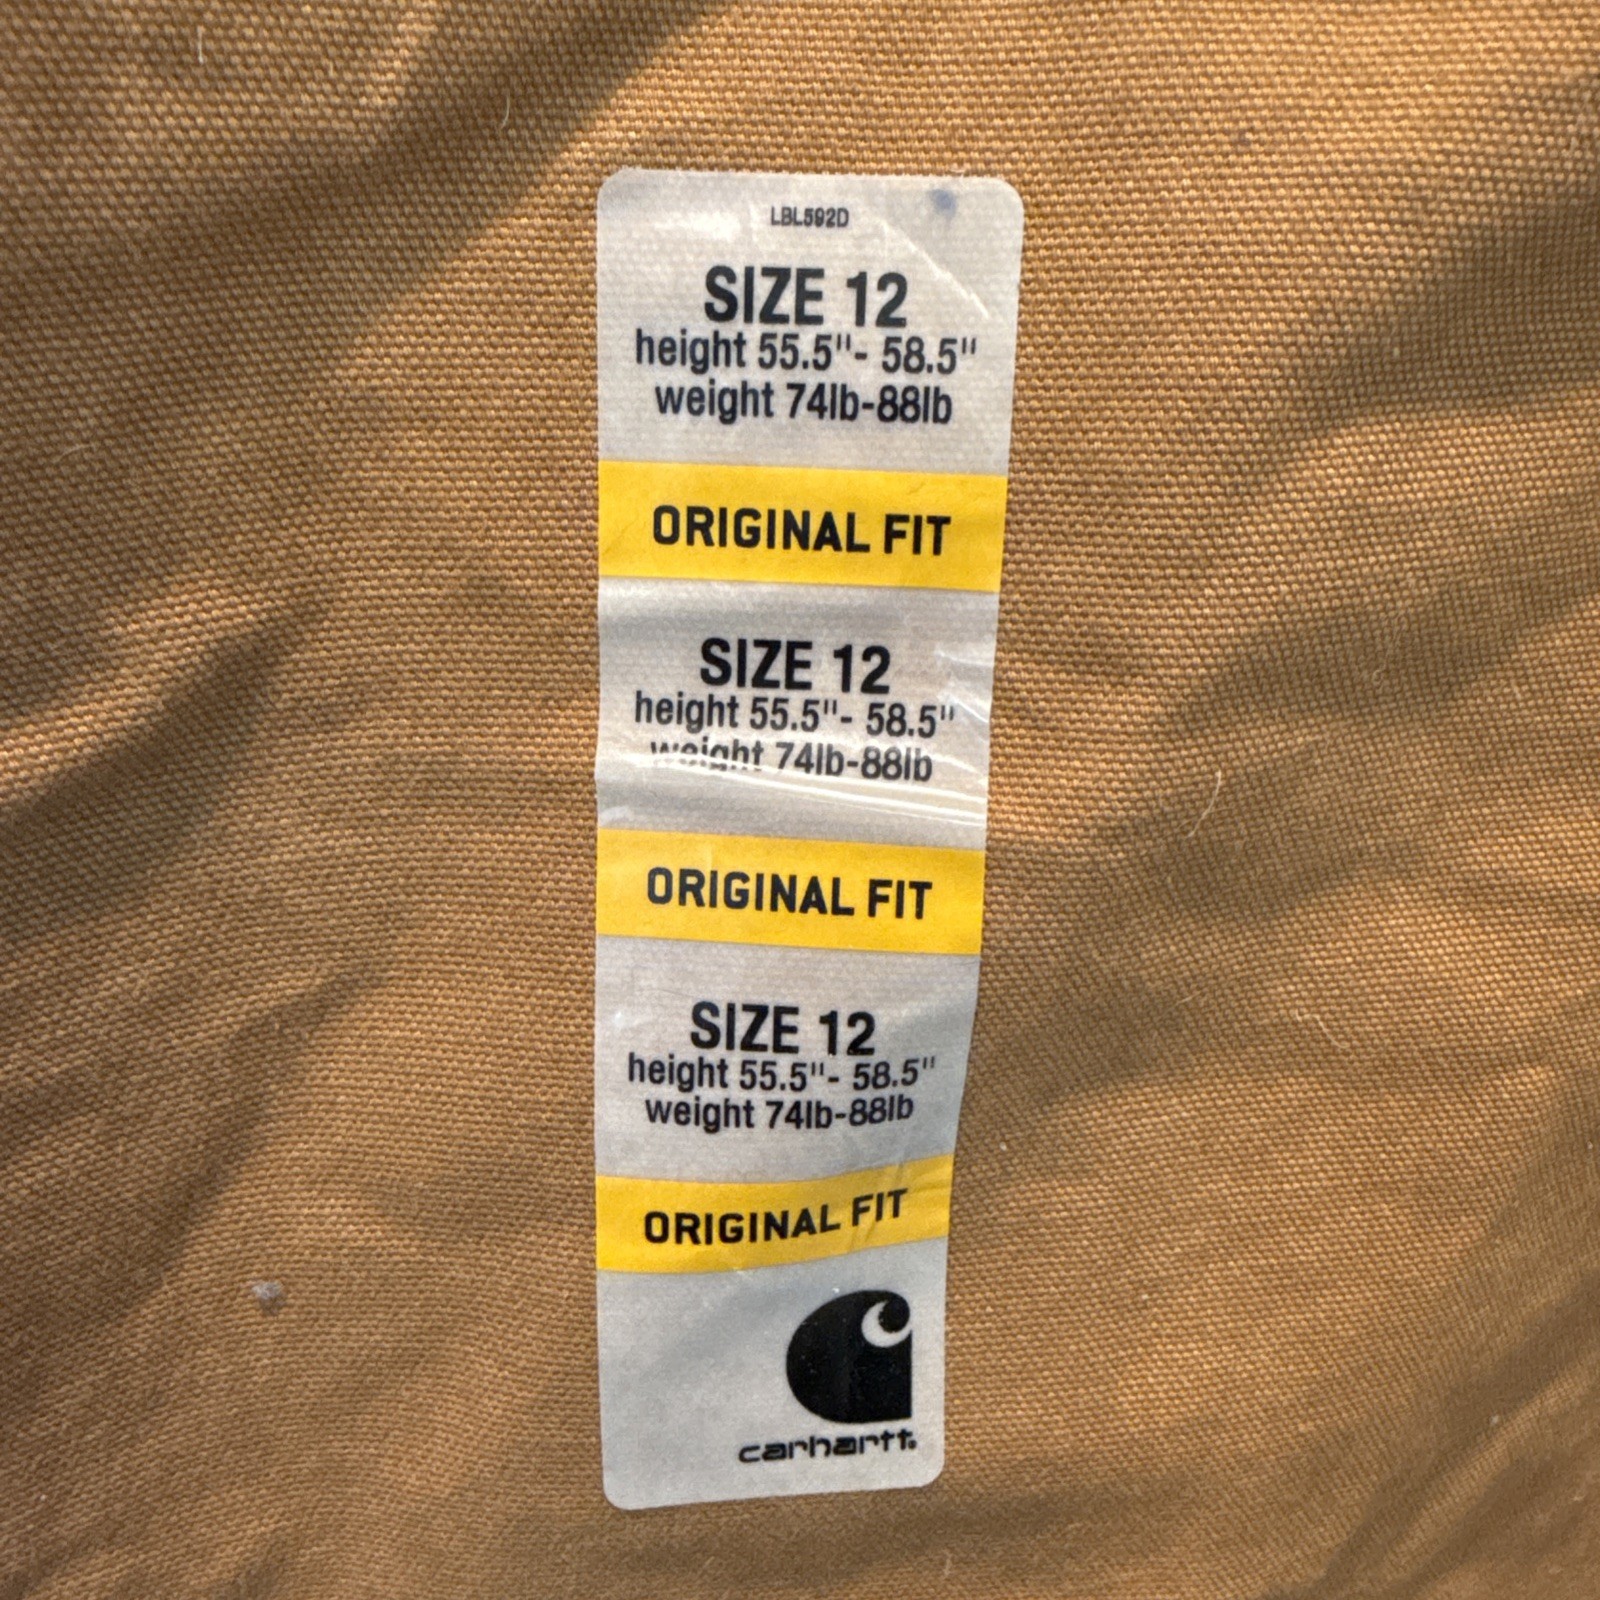 LBL592D
SIZE 12
height 55.5"- 58.5"
weight 74lb-88lb
ORIGINAL FIT
SIZE 12
height 55.5"- 58.5"
weight 74lb-88lb
ORIGINAL FIT
SIZE 12
height 55.5"- 58.5"
weight 74lb-88lb
ORIGINAL FIT
carhartt.